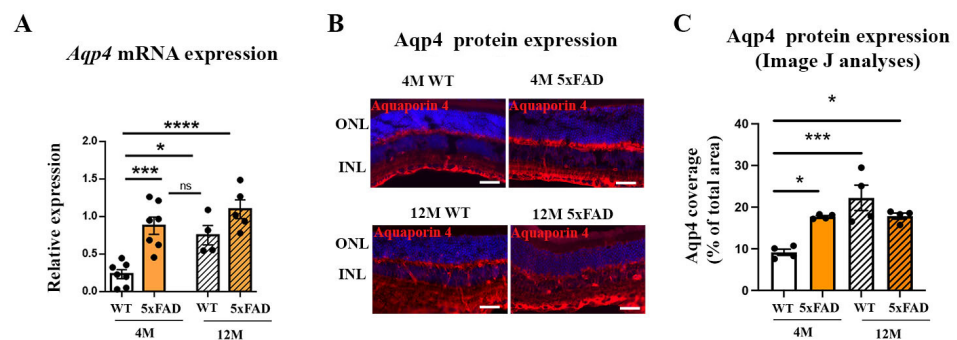 A
Aqp4 mRNA expression
Relative expression
2.0
1.5
1.0
0.5
0.0
****
*
***
ns
WT 5xFAD WT 5xFAD
4M 12M
B
Aqp4 protein expression
4M WT 4M 5xFAD
Aquaporin 4 Aquaporin 4
ONL
INL
12M WT 12M 5xFAD
Aquaporin 4 Aquaporin 4
ONL
INL
C
Aqp4 protein expression
(Image J analyses)
Aqp4 coverage
(% of total area)
40
30
20
10
0
*
***
*
WT 5xFAD WT 5xFAD
4M 12M